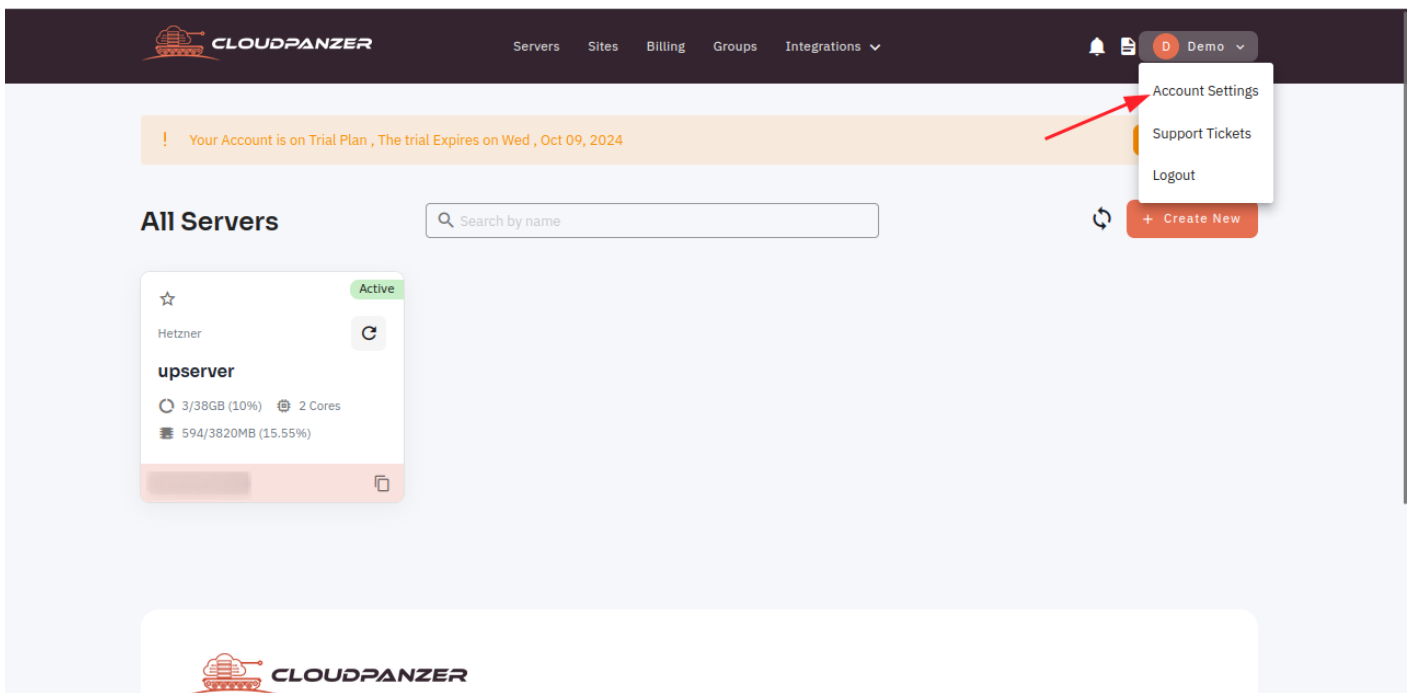 CLOUDPANZER Servers Sites Billing Groups Integrations D Demo
Account Settings
! Your Account is on Trial Plan , The trial Expires on Wed , Oct 09, 2024
Support Tickets
Logout
All Servers Search by name + Create New
Active
Hetzner
upserver
3/38GB (10%) 2 Cores
594/3820MB (15.55%)
CLOUDPANZER